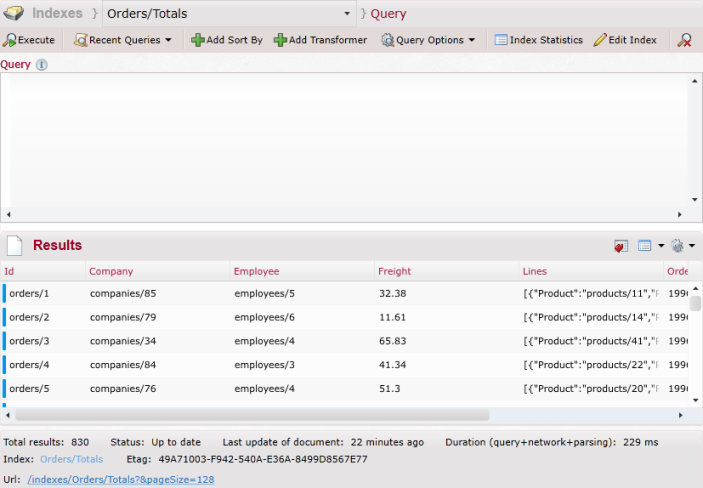 Indexes } Orders/Totals } Query
Execute Recent Queries Add Sort By Add Transformer Query Options Index Statistics Edit Index
Query
Results
Id Company Employee Freight Lines Orde
orders/1 companies/85 employees/5 32.38 [{"Product":"products/11"," 199
orders/2 companies/79 employees/6 11.61 [{"Product":"products/14"," 199
orders/3 companies/34 employees/4 65.83 [{"Product":"products/41"," 199
orders/4 companies/84 employees/3 41.34 [{"Product":"products/22"," 199
orders/5 companies/76 employees/4 51.3 [{"Product":"products/20"," 199
Total results: 830 Status: Up to date Last update of document: 22 minutes ago Duration (query+network+parsing): 229 ms
Index: Orders/Totals Etag: 49A71003-F942-540A-E36A-8499D8567E77
Url: /indexes/Orders/Totals?&pageSize=128